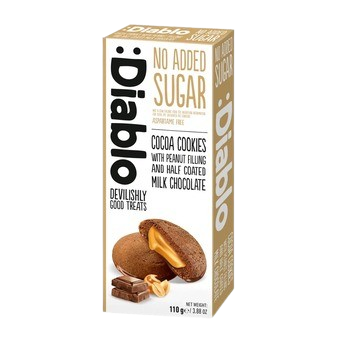 :Diablo
DEVILISHLY
GOOD TREATS
NO ADDED
SUGAR
ASPARTAME FREE
COCOA COOKIES
WITH PEANUT FILLING
AND HALF COATED
MILK CHOCOLATE
NET WEIGHT:
110 g℮ / 3.88 oz